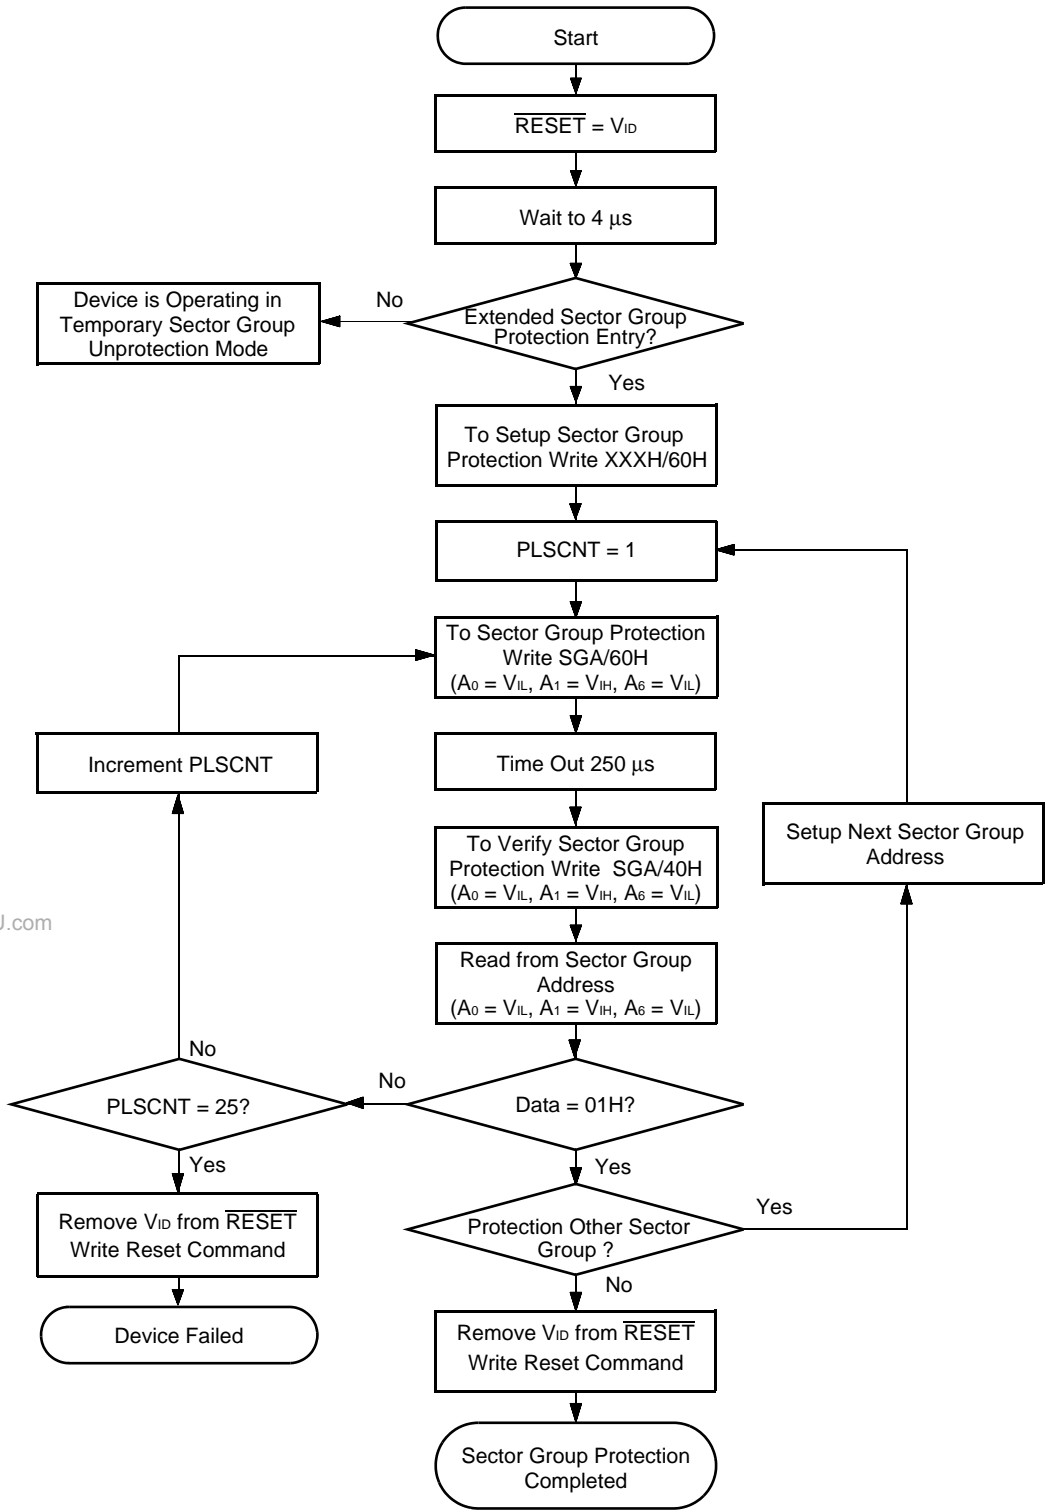 Start
RESET = VID
Wait to 4 μs
Device is Operating in
Temporary Sector Group
Unprotection Mode
No
Extended Sector Group
Protection Entry?
Yes
To Setup Sector Group
Protection Write XXXH/60H
PLSCNT = 1
To Sector Group Protection
Write SGA/60H
(A0 = VIL, A1 = VIH, A6 = VIL)
Increment PLSCNT
Time Out 250 μs
Setup Next Sector Group
Address
To Verify Sector Group
Protection Write SGA/40H
(A0 = VIL, A1 = VIH, A6 = VIL)
J.com
Read from Sector Group
Address
(A0 = VIL, A1 = VIH, A6 = VIL)
No
No
PLSCNT = 25?
Data = 01H?
Yes
Yes
Remove VID from RESET
Write Reset Command
Protection Other Sector
Group ?
Yes
No
Device Failed
Remove VID from RESET
Write Reset Command
Sector Group Protection
Completed